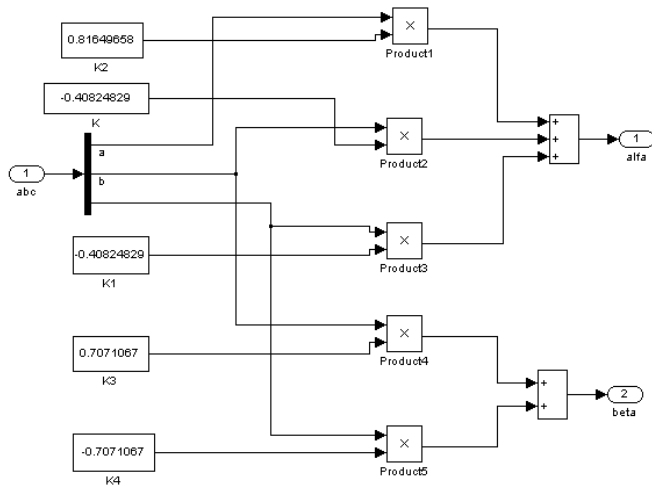 0.81649658
K2
×
Product1
-0.40824829
K
a
b
1
abc
×
Product2
+
+
+
1
alfa
-0.40824829
K1
×
Product3
0.7071067
K3
×
Product4
+
+
2
beta
-0.7071067
K4
×
Product5